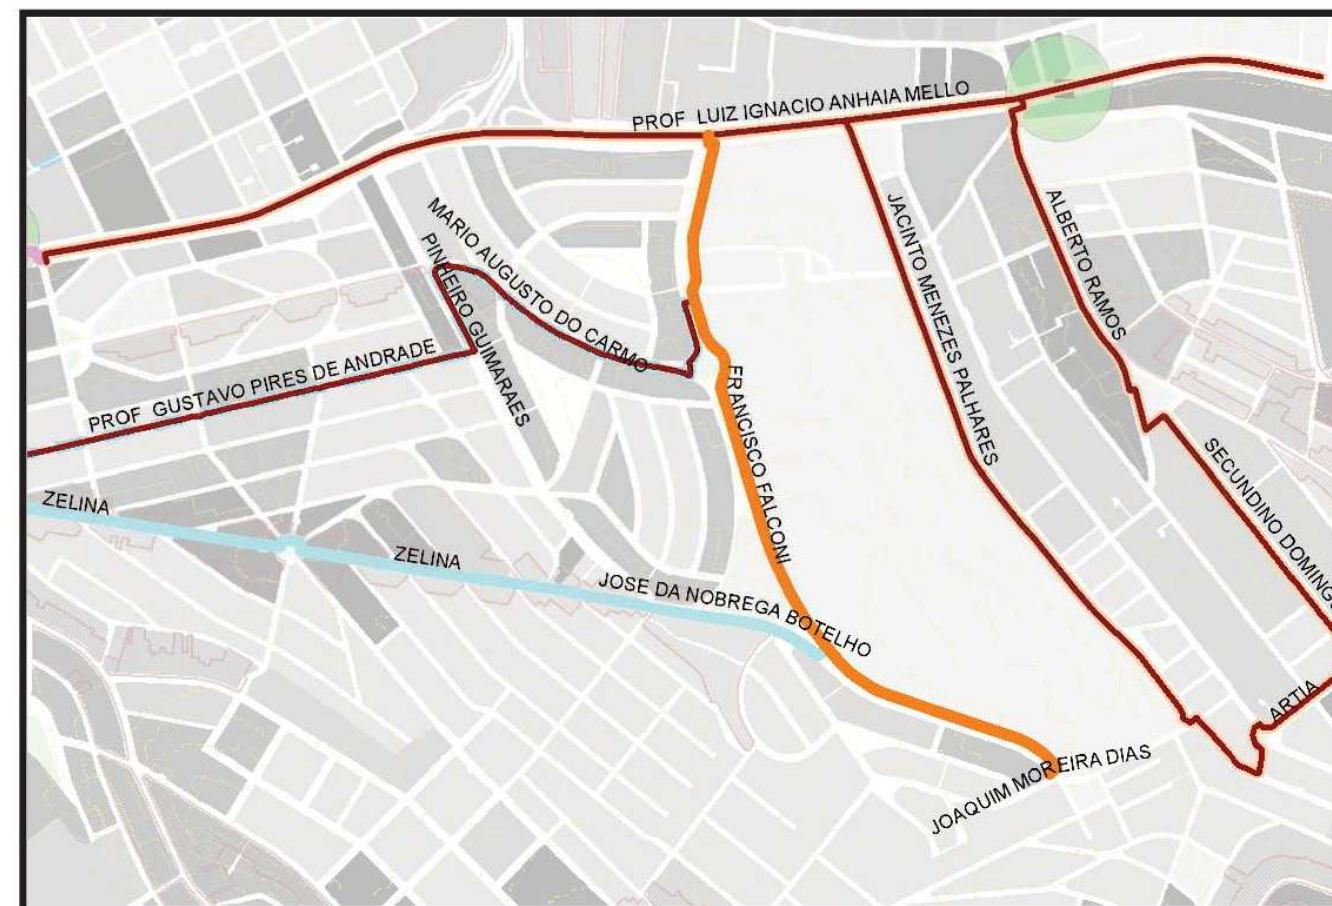 PROF LUIZ IGNACIO ANHAIA MELLO
MARIO AUGUSTO DO CARMO
PINHEIRO GUIMARAES
JACINTO MENEZES PALHARES
ALBERTO RAMOS
PROF GUSTAVO PIRES DE ANDRADE
FRANCISCO FALCONI
SECUNDINO DOMING
ZELINA
ZELINA
JOSE DA NOBREGA BOTELHO
ARTIA
JOAQUIM MOREIRA DIAS